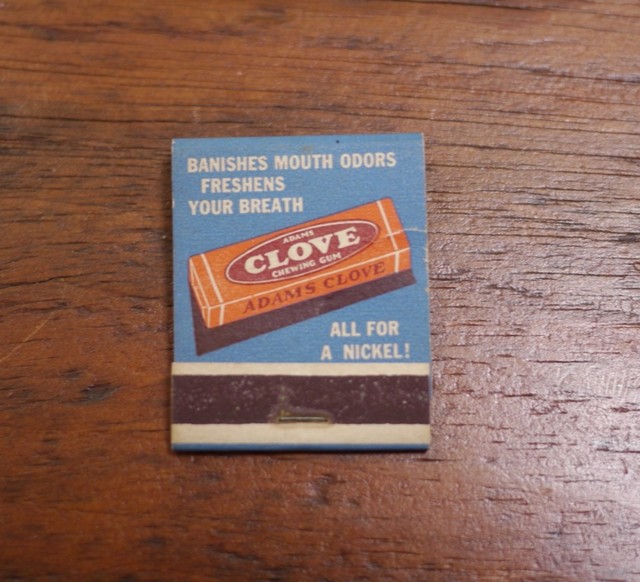 BANISHES MOUTH ODORS
FRESHENS
YOUR BREATH
ADAMS
CLOVE
CHEWING GUM
ADAMS CLOVE
ALL FOR
A NICKEL!